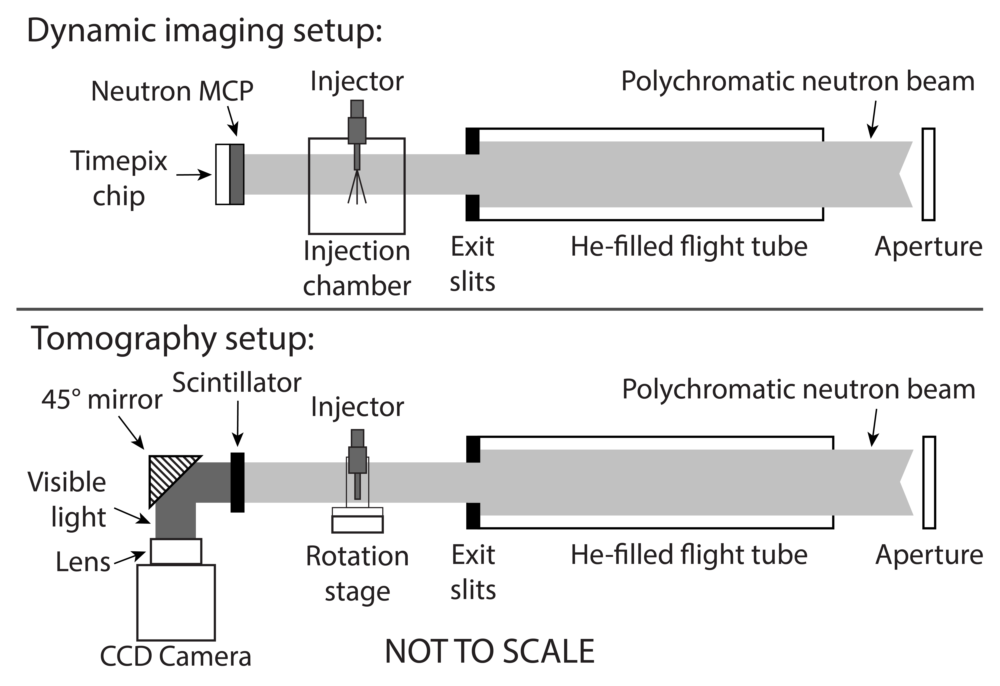 Dynamic imaging setup:
Neutron MCP
Injector
Polychromatic neutron beam
Timepix
chip
Injection
chamber
Exit
slits
He-filled flight tube
Aperture
Tomography setup:
45° mirror
Scintillator
Injector
Polychromatic neutron beam
Visible
light
Lens
CCD Camera
Rotation
stage
Exit
slits
He-filled flight tube
Aperture
NOT TO SCALE